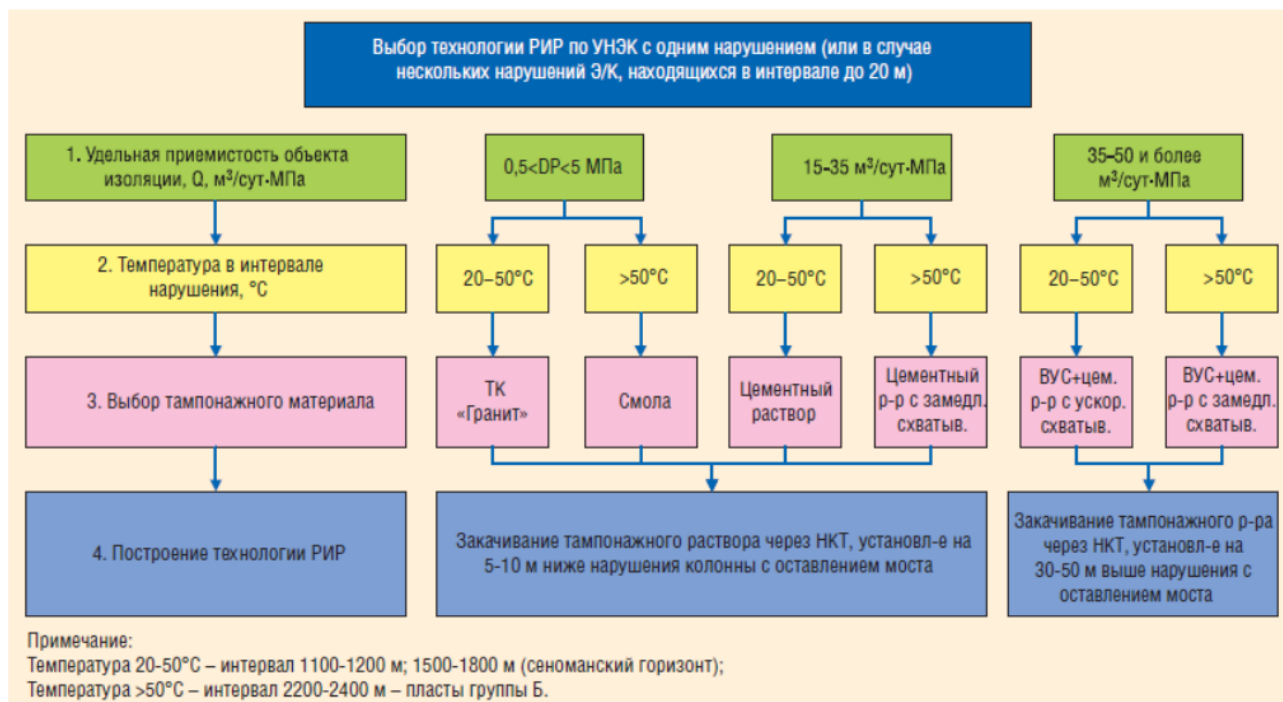 Выбор технологии РИР по УНЭК с одним нарушением (или в случае
нескольких нарушений Э/К, находящихся в интервале до 20 м)
1. Удельная приемистость объекта
изоляции, Q, м³/сут·МПа
0,5<DP<5 МПа
15-35 м³/сут·МПа
35–50 и более
м³/сут·МПа
2. Температура в интервале
нарушения, °С
20–50°С
>50°С
20–50°С
>50°С
20–50°С
>50°С
3. Выбор тампонажного материала
ТК
«Гранит»
Смола
Цементный
раствор
Цементный
р-р с замедл.
схватыв.
ВУС+цем.
р-р с ускор.
схватыв.
ВУС+цем.
р-р с замедл.
схватыв.
4. Построение технологии РИР
Закачивание тампонажного раствора через НКТ, установл-е на
5-10 м ниже нарушения колонны с оставлением моста
Закачивание тампонажного р-ра
через НКТ, установл-е на
30-50 м выше нарушения с
оставлением моста
Примечание:
Температура 20-50°С – интервал 1100-1200 м; 1500-1800 м (сеноманский горизонт);
Температура >50°С – интервал 2200-2400 м – пласты группы Б.